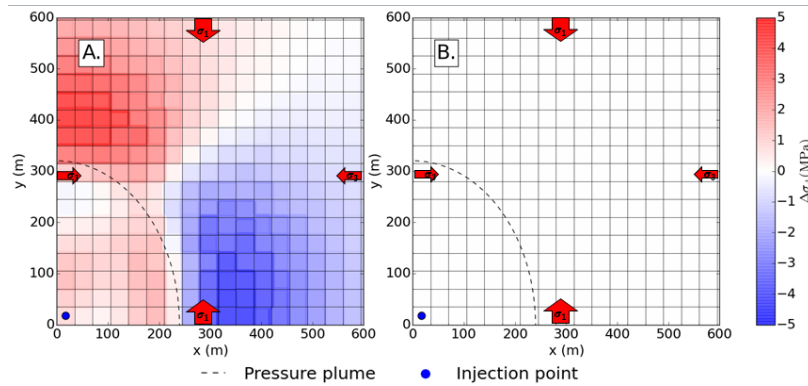 A.
B.
σ₁
σ₁
σ₃
σ₃
σ₃
σ₁
σ₁
y (m)
600
500
400
300
200
100
0
0 100 200 300 400 500 600
x (m)
y (m)
600
500
400
300
200
100
0
0 100 200 300 400 500 600
x (m)
5
4
3
2
1
0
−1
−2
−3
−4
−5
Pressure plume
Injection point